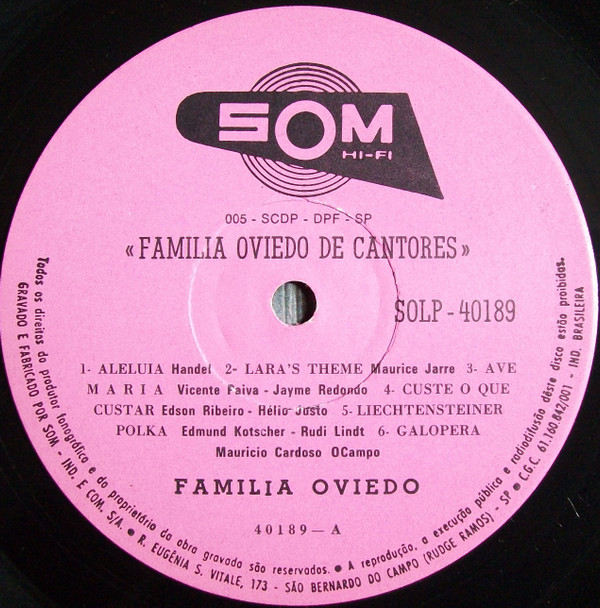 SOM
HI-FI
005 - SCDP - DPF - SP
«FAMILIA OVIEDO DE CANTORES»
SOLP - 40189
1- ALELUIA Handel 2- LARA'S THEME Maurice Jarre 3- AVE
MARIA Vicente Paiva - Jayme Redondo 4- CUSTE O QUE
CUSTAR Edson Ribeiro - Hélio Justo 5- LIECHTENSTEINER
POLKA Edmund Kotscher - Rudi Lindt 6- GALOPERA
Mauricio Cardoso OCampo
FAMILIA OVIEDO
40189 — A
Todos os direitos do produtor fonográfico e do proprietário da obra gravada são reservados. ● A reprodução, a execução pública e radiodifusão dêste disco estão proibidas.
GRAVADO E FABRICADO POR SOM - IND. E COM. S/A. ● R. EUGÊNIA S. VITALE, 173 - SÃO BERNARDO DO CAMPO (RUDGE RAMOS) - SP ● C.G.C. 61.160.842/001 - IND. BRASILEIRA